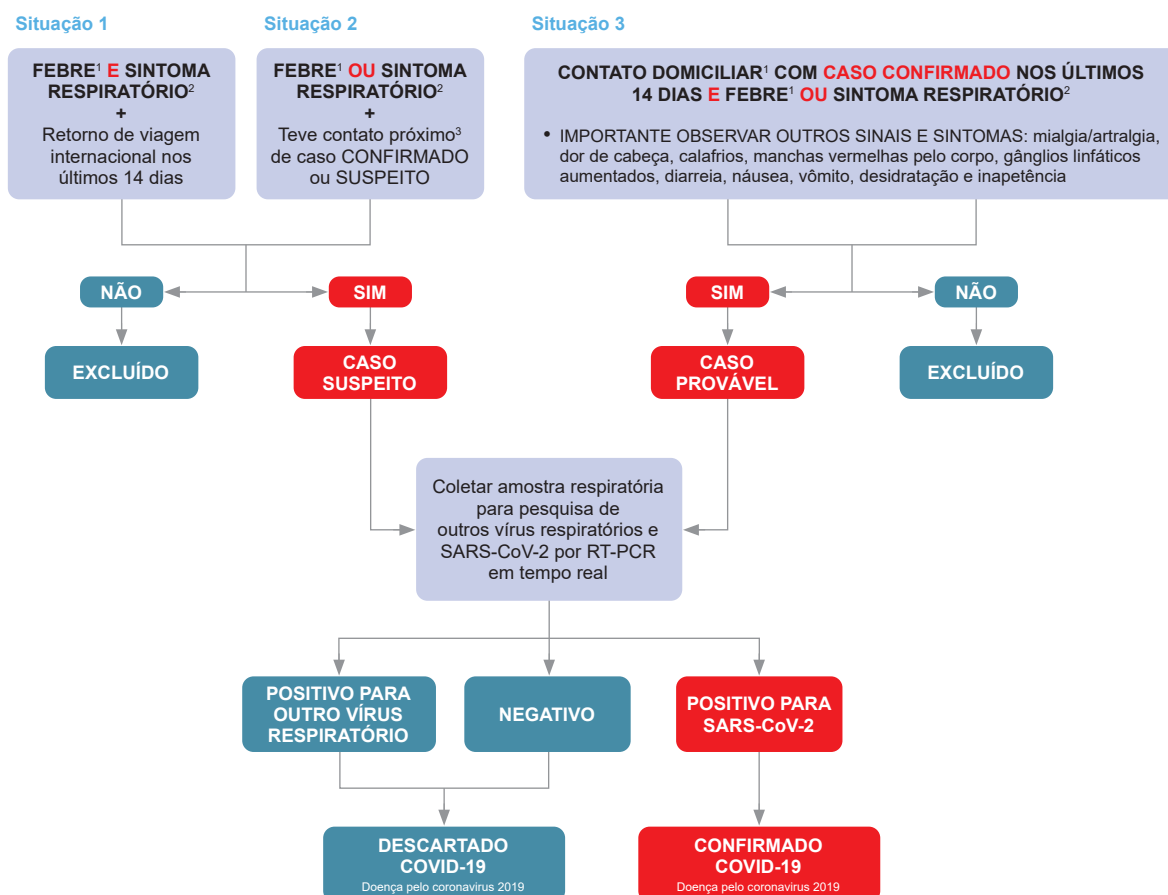 Situação 1
Situação 2
Situação 3
FEBRE¹ E SINTOMA
RESPIRATÓRIO²
+
Retorno de viagem
internacional nos
últimos 14 dias
FEBRE¹ OU SINTOMA
RESPIRATÓRIO²
+
Teve contato próximo³
de caso CONFIRMADO
ou SUSPEITO
CONTATO DOMICILIAR¹ COM CASO CONFIRMADO NOS ÚLTIMOS
14 DIAS E FEBRE¹ OU SINTOMA RESPIRATÓRIO²
• IMPORTANTE OBSERVAR OUTROS SINAIS E SINTOMAS: mialgia/artralgia,
dor de cabeça, calafrios, manchas vermelhas pelo corpo, gânglios linfáticos
aumentados, diarreia, náusea, vômito, desidratação e inapetência
NÃO
SIM
SIM
NÃO
EXCLUÍDO
CASO
SUSPEITO
CASO
PROVÁVEL
EXCLUÍDO
Coletar amostra respiratória
para pesquisa de
outros vírus respiratórios e
SARS-CoV-2 por RT-PCR
em tempo real
POSITIVO PARA
OUTRO VÍRUS
RESPIRATÓRIO
NEGATIVO
POSITIVO PARA
SARS-CoV-2
DESCARTADO
COVID-19
Doença pelo coronavirus 2019
CONFIRMADO
COVID-19
Doença pelo coronavirus 2019